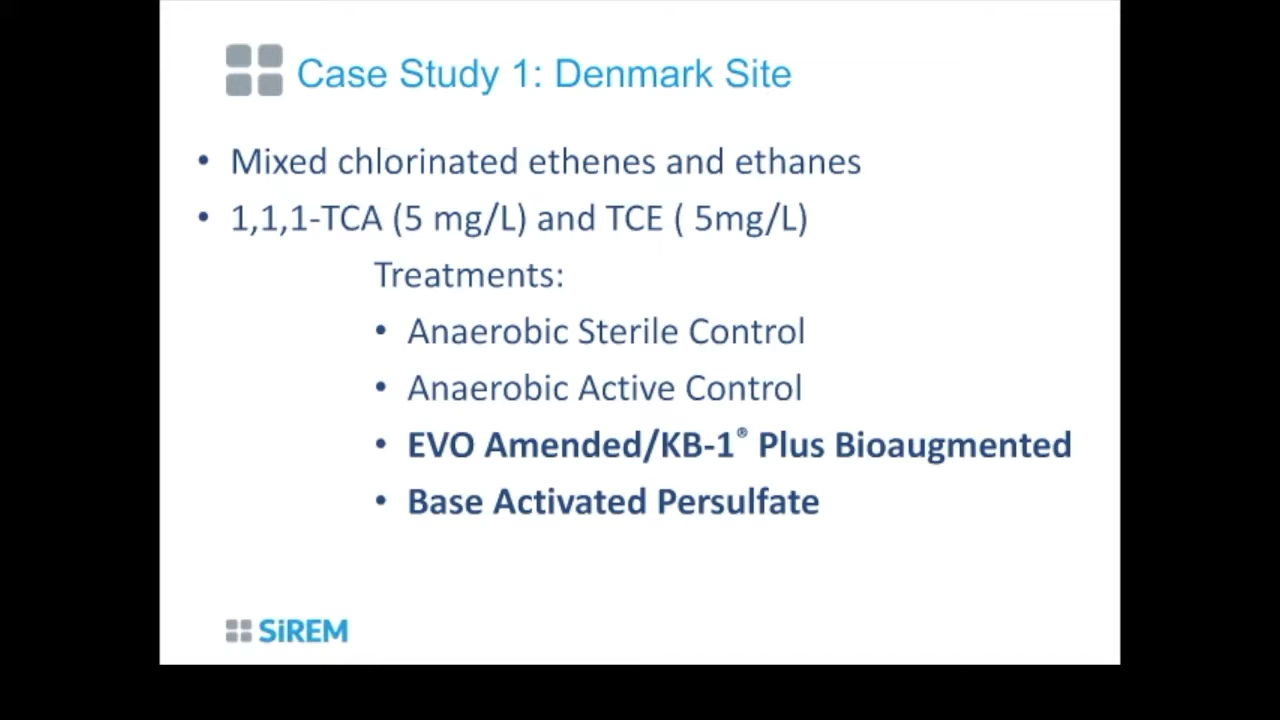 Case Study 1: Denmark Site
• Mixed chlorinated ethenes and ethanes
• 1,1,1-TCA (5 mg/L) and TCE ( 5mg/L)
Treatments:
• Anaerobic Sterile Control
• Anaerobic Active Control
• EVO Amended/KB-1® Plus Bioaugmented
• Base Activated Persulfate
SiREM